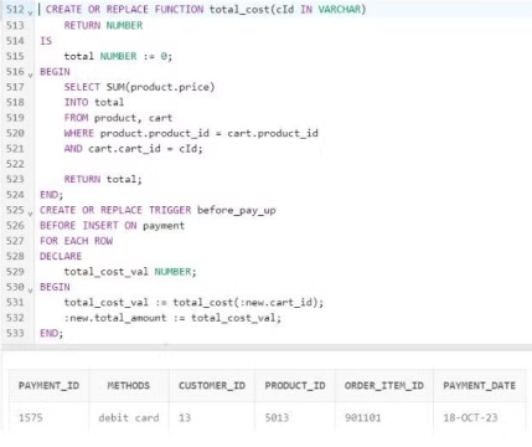 512 CREATE OR REPLACE FUNCTION total_cost(cId IN VARCHAR)
513 RETURN NUMBER
514 IS
515 total NUMBER := 0;
516 BEGIN
517 SELECT SUM(product.price)
518 INTO total
519 FROM product, cart
520 WHERE product.product_id = cart.product_id
521 AND cart.cart_id = cId;
522
523 RETURN total;
524 END;
525 CREATE OR REPLACE TRIGGER before_pay_up
526 BEFORE INSERT ON payment
527 FOR EACH ROW
528 DECLARE
529 total_cost_val NUMBER;
530 BEGIN
531 total_cost_val := total_cost(:new.cart_id);
532 :new.total_amount := total_cost_val;
533 END;
PAYMENT_ID METHODS CUSTOMER_ID PRODUCT_ID ORDER_ITEM_ID PAYMENT_DATE
1575 debit card 13 5013 901101 18-OCT-23